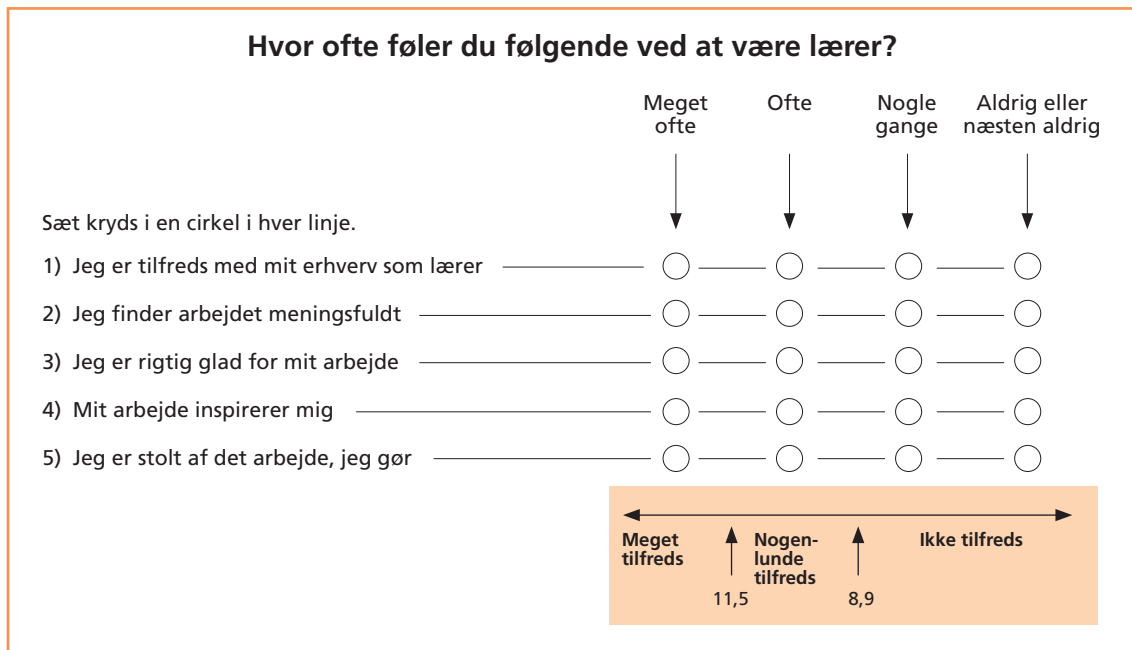 Hvor ofte føler du følgende ved at være lærer?
Meget ofte
Ofte
Nogle gange
Aldrig eller næsten aldrig
Sæt kryds i en cirkel i hver linje.
1) Jeg er tilfreds med mit erhverv som lærer
2) Jeg finder arbejdet meningsfuldt
3) Jeg er rigtig glad for mit arbejde
4) Mit arbejde inspirerer mig
5) Jeg er stolt af det arbejde, jeg gør
Meget tilfreds
Nogen-
lunde
tilfreds
Ikke tilfreds
11,5
8,9